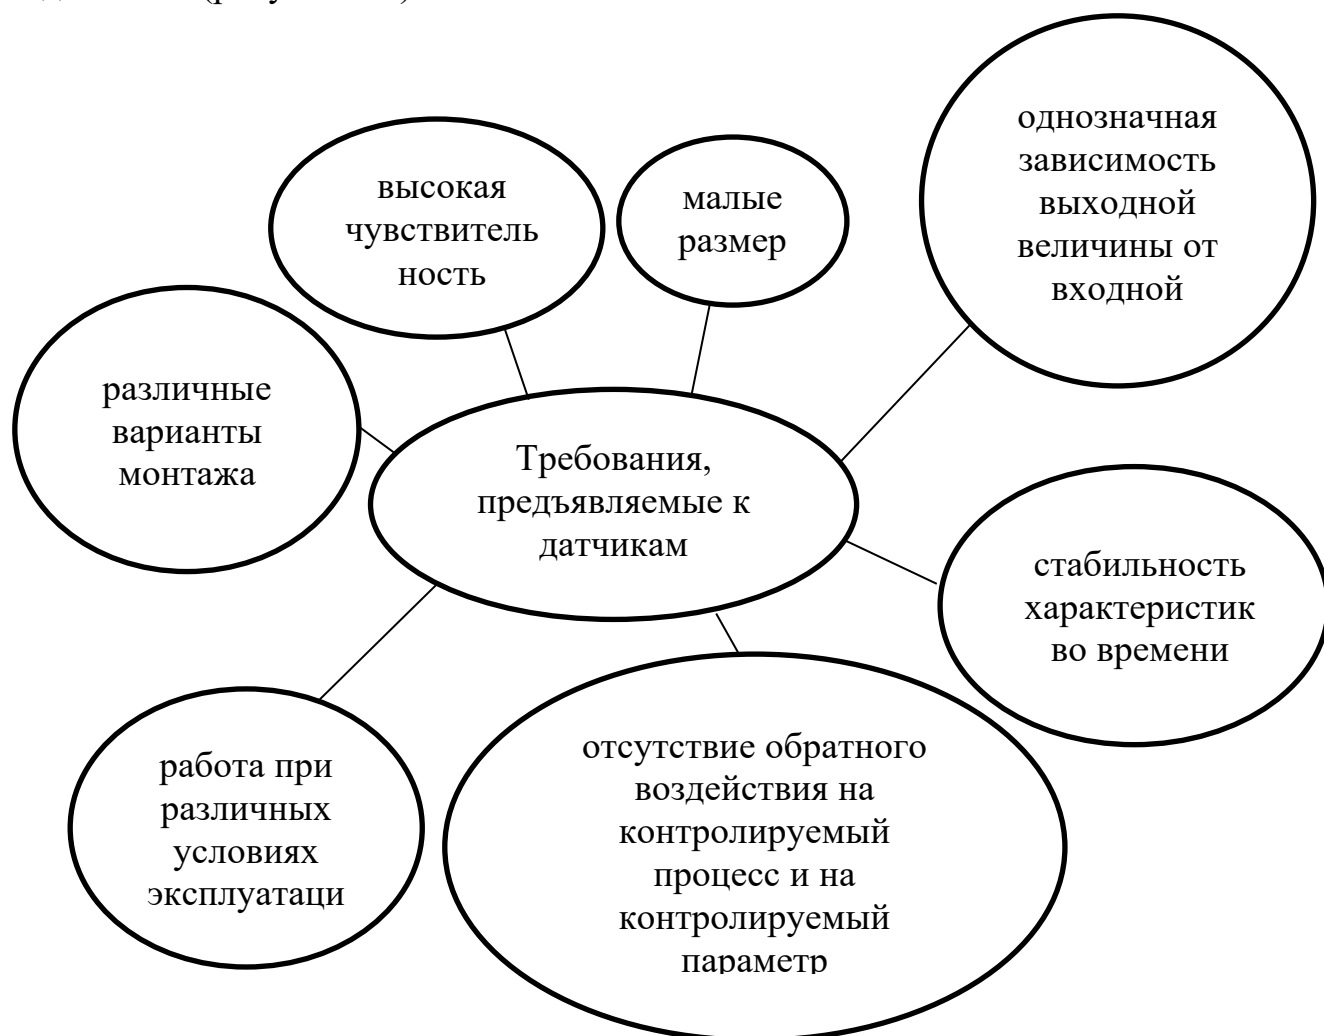 высокая
чувствитель
ность
малые
размер
однозначная
зависимость
выходной
величины от
входной
различные
варианты
монтажа
Требования,
предъявляемые к
датчикам
стабильность
характеристик
во времени
работа при
различных
условиях
эксплуатаци
отсутствие обратного
воздействия на
контролируемый
процесс и на
контролируемый
параметр